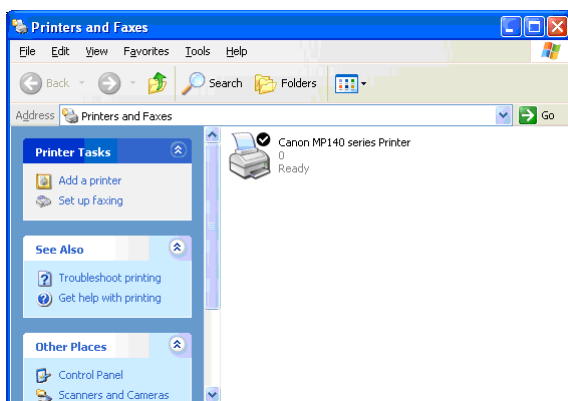 Printers and Faxes
File Edit View Favorites Tools Help
Back Search Folders
Address Printers and Faxes Go
Printer Tasks
Add a printer
Set up faxing
See Also
Troubleshoot printing
Get help with printing
Other Places
Control Panel
Scanners and Cameras
Canon MP140 series Printer
0
Ready